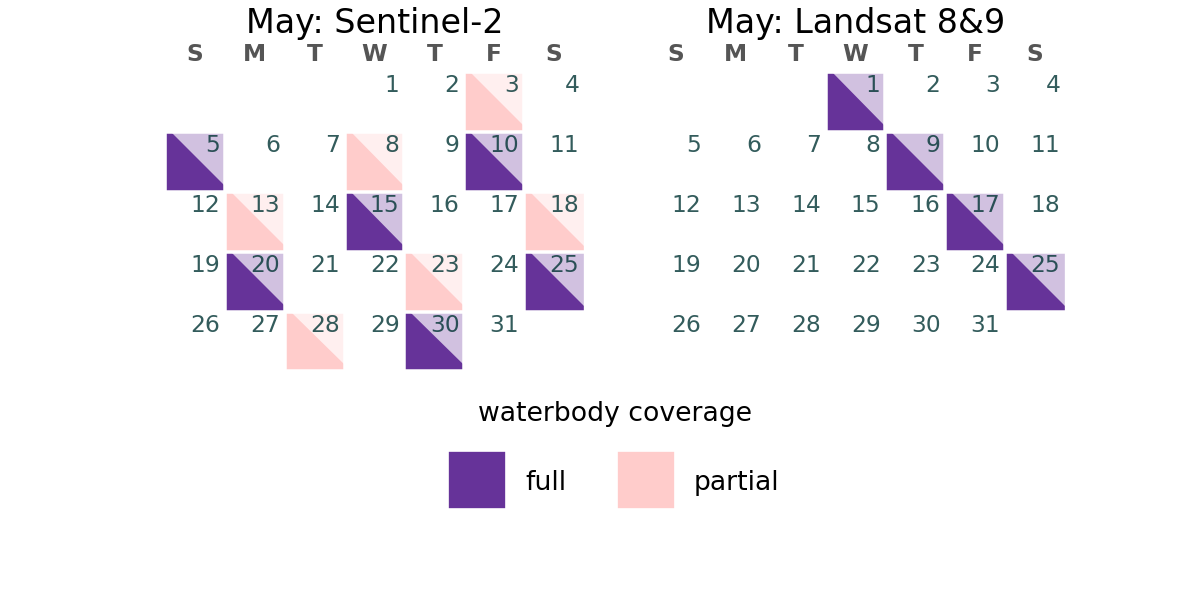 May: Sentinel-2
S M T W T F S
1 2 3 4
5 6 7 8 9 10 11
12 13 14 15 16 17 18
19 20 21 22 23 24 25
26 27 28 29 30 31
May: Landsat 8&9
S M T W T F S
1 2 3 4
5 6 7 8 9 10 11
12 13 14 15 16 17 18
19 20 21 22 23 24 25
26 27 28 29 30 31
waterbody coverage
full partial